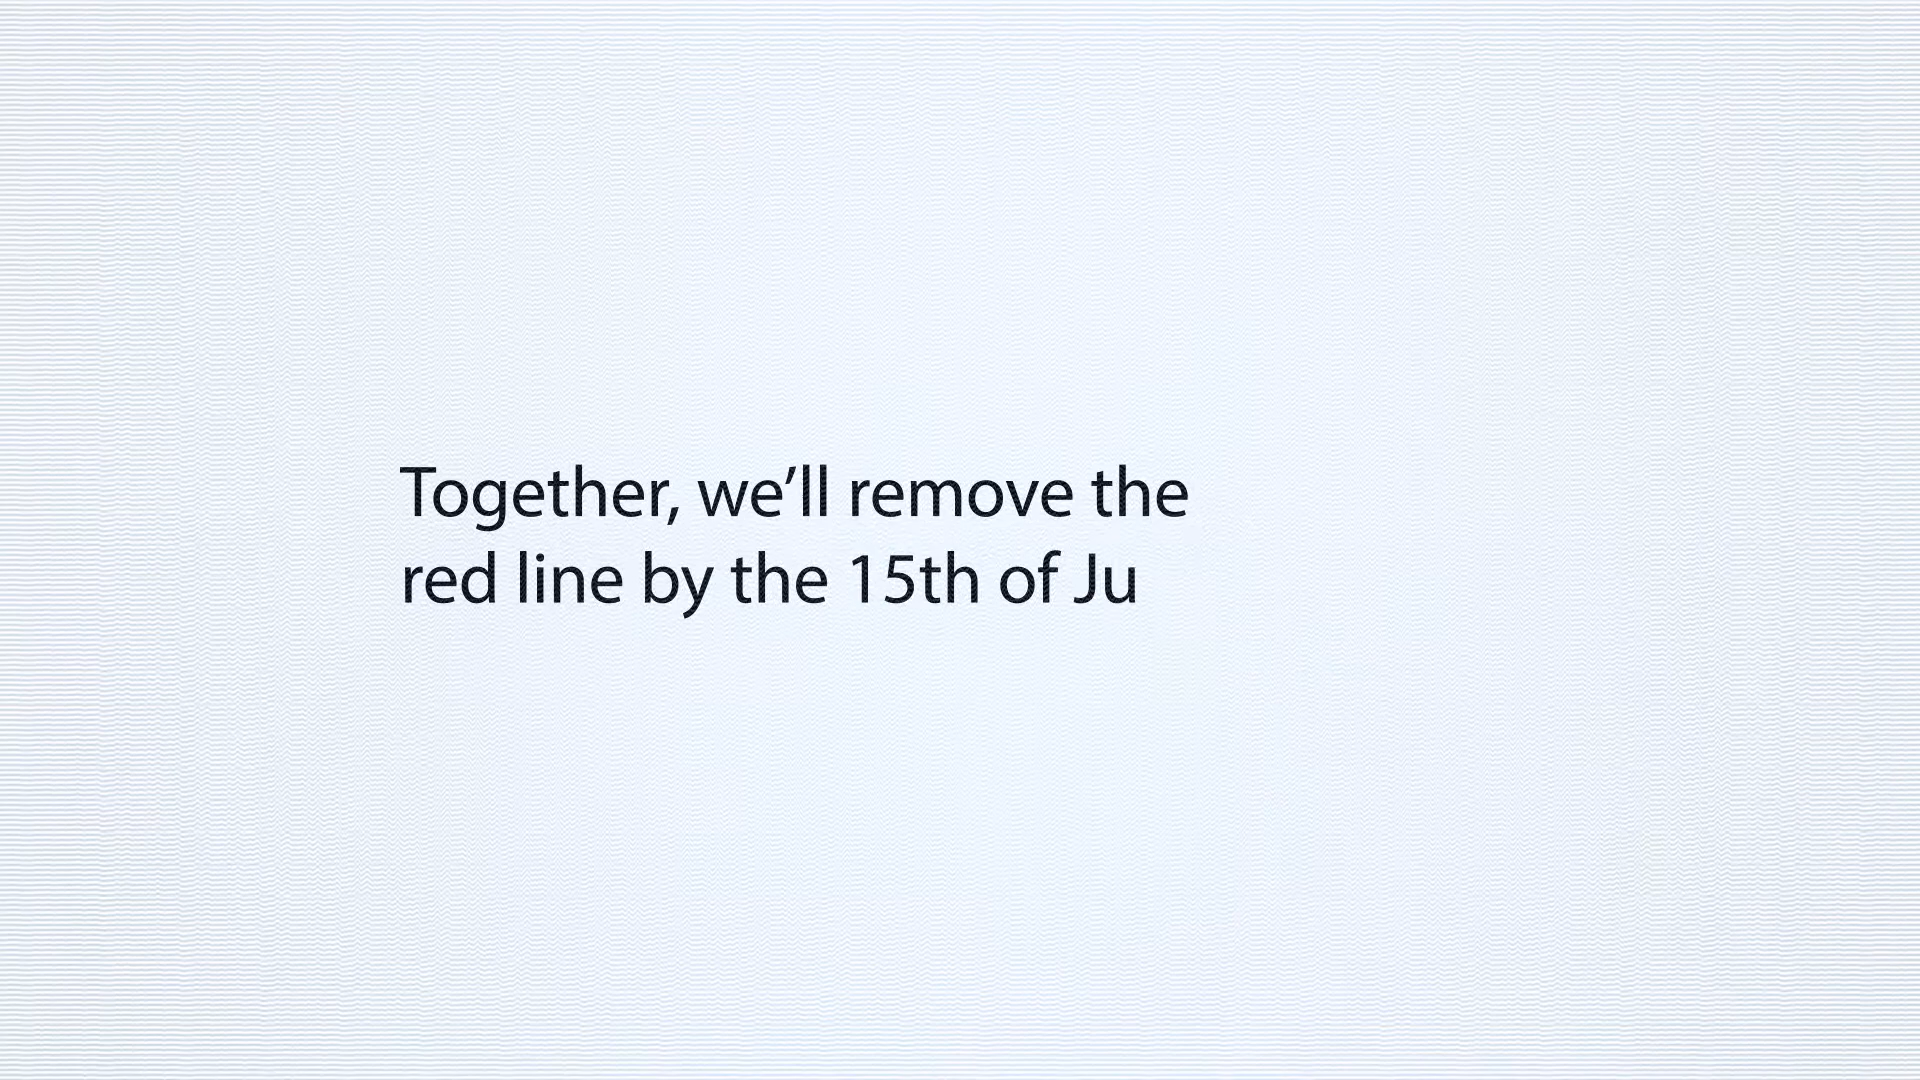 Together, we’ll remove the
red line by the 15th of Ju